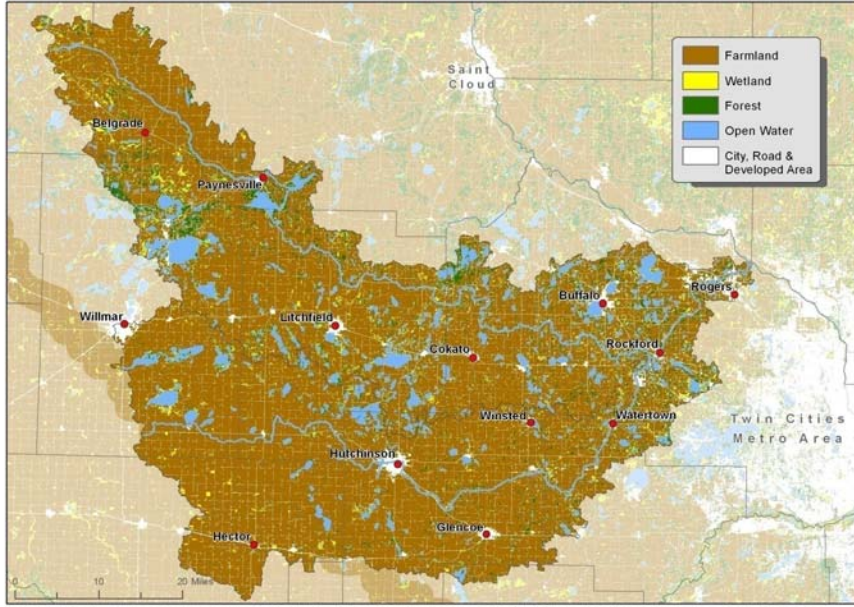 Farmland
Wetland
Forest
Open Water
City, Road &
Developed Area
Saint
Cloud
Belgrade
Paynesville
Willmar
Litchfield
Cokato
Buffalo
Rogers
Rockford
Winsted
Watertown
Twin Cities
Metro Area
Hutchinson
Hector
Glencoe
0 10 20 Miles